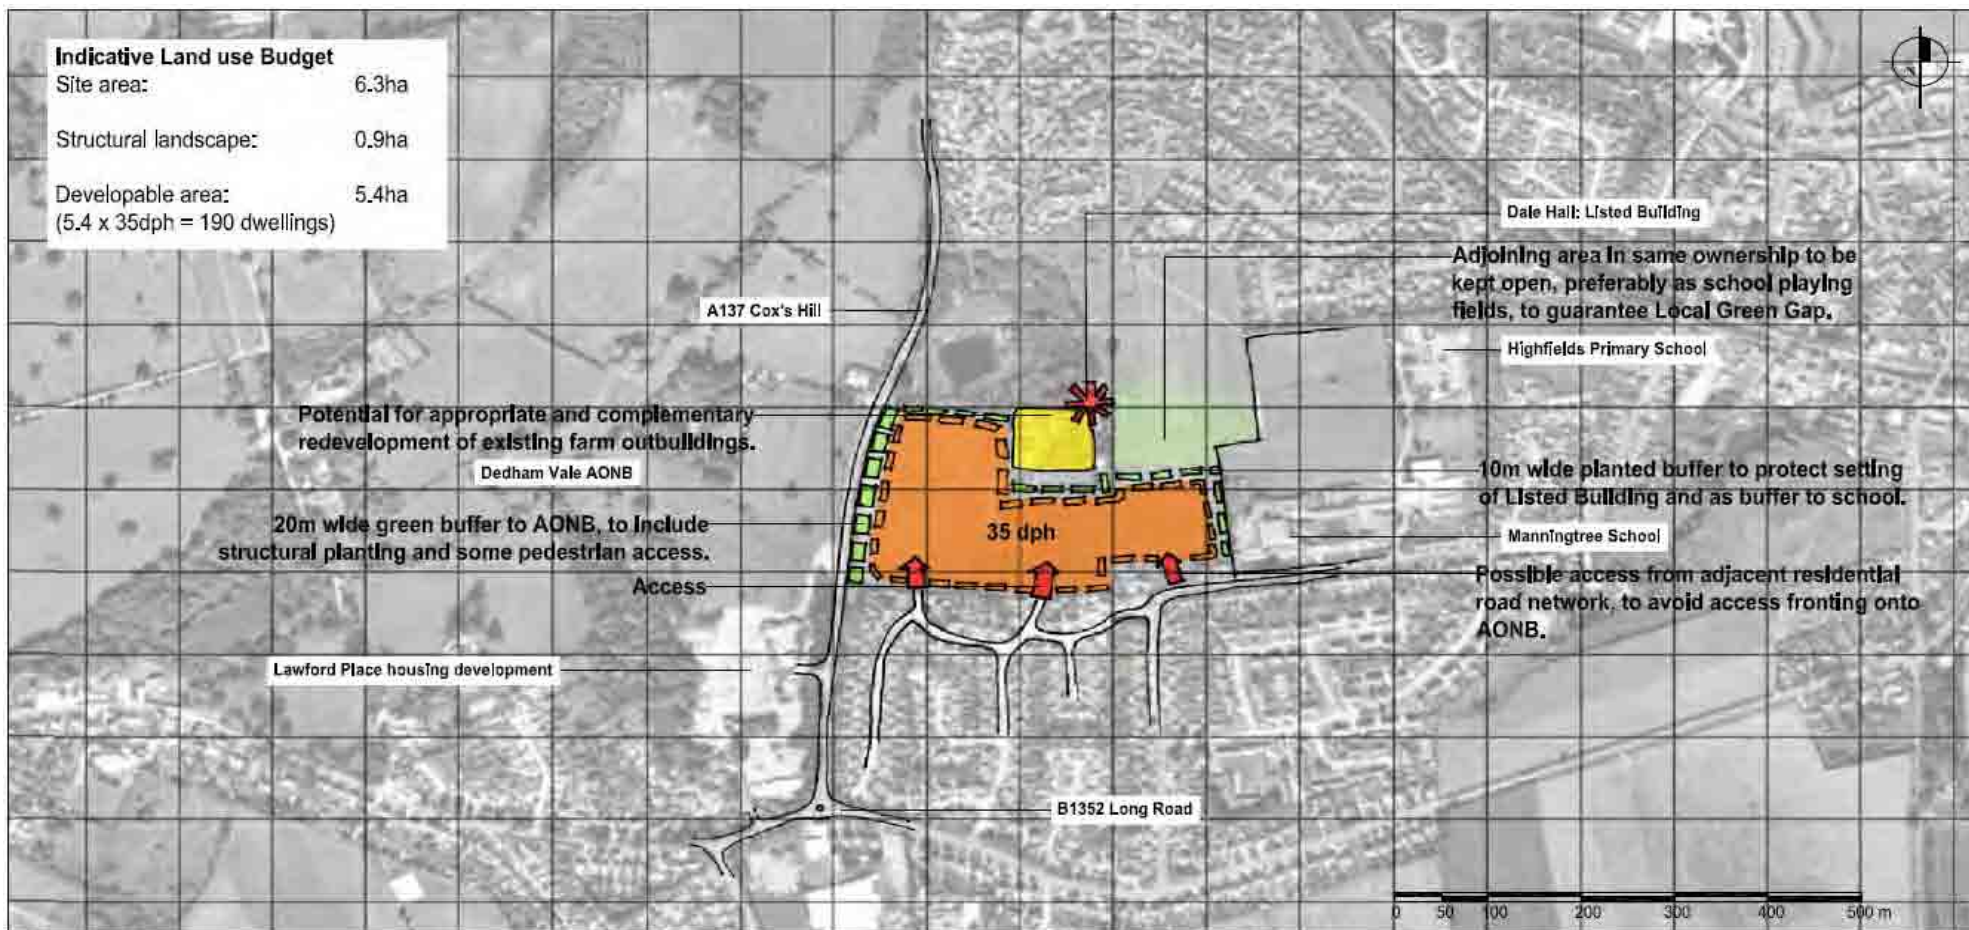 Indicative Land use Budget
Site area: 6.3ha
Structural landscape: 0.9ha
Developable area: 5.4ha
(5.4 x 35dph = 190 dwellings)
Dale Hall: Listed Building
Adjoining area in same ownership to be
kept open, preferably as school playing
fields, to guarantee Local Green Gap.
A137 Cox's Hill
Highfields Primary School
Potential for appropriate and complementary
redevelopment of existing farm outbuildings.
Dedham Vale AONB
10m wide planted buffer to protect setting
of Listed Building and as buffer to school.
20m wide green buffer to AONB, to include
structural planting and some pedestrian access.
35 dph
Manningtree School
Access
Possible access from adjacent residential
road network, to avoid access fronting onto
AONB.
Lawford Place housing development
B1352 Long Road
0 50 100 200 300 400 500 m